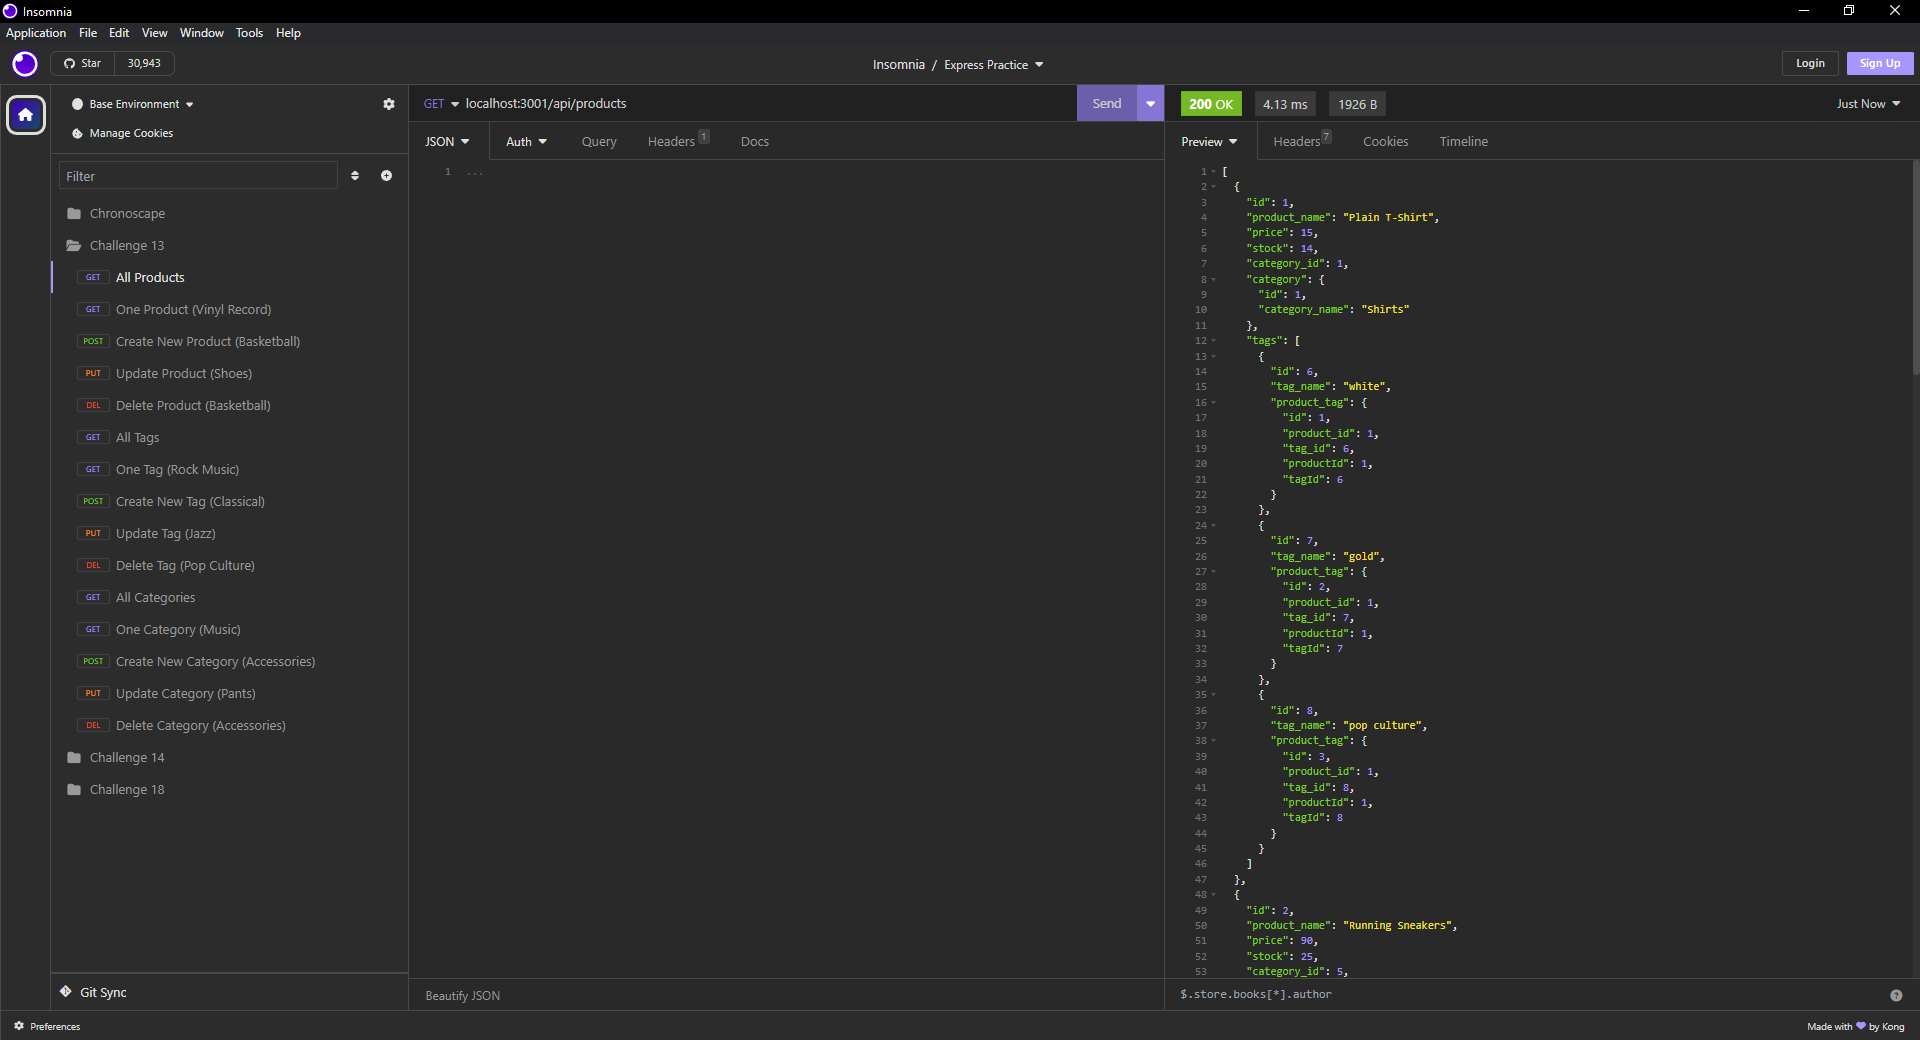 Insomnia
Application File Edit View Window Tools Help
Star 30,943
Insomnia / Express Practice
Login Sign Up
Base Environment
Manage Cookies
Filter
Chronoscape
Challenge 13
GET All Products
GET One Product (Vinyl Record)
POST Create New Product (Basketball)
PUT Update Product (Shoes)
DEL Delete Product (Basketball)
GET All Tags
GET One Tag (Rock Music)
POST Create New Tag (Classical)
PUT Update Tag (Jazz)
DEL Delete Tag (Pop Culture)
GET All Categories
GET One Category (Music)
POST Create New Category (Accessories)
PUT Update Category (Pants)
DEL Delete Category (Accessories)
Challenge 14
Challenge 18
Git Sync
GET localhost:3001/api/products Send
JSON Auth Query Headers 1 Docs
1 ...
Beautify JSON
200 OK 4.13 ms 1926 B Just Now
Preview Headers 7 Cookies Timeline
1 [
2 {
3 "id": 1,
4 "product_name": "Plain T-Shirt",
5 "price": 15,
6 "stock": 14,
7 "category_id": 1,
8 "category": {
9 "id": 1,
10 "category_name": "Shirts"
11 },
12 "tags": [
13 {
14 "id": 6,
15 "tag_name": "white",
16 "product_tag": {
17 "id": 1,
18 "product_id": 1,
19 "tag_id": 6,
20 "productId": 1,
21 "tagId": 6
22 }
23 },
24 {
25 "id": 7,
26 "tag_name": "gold",
27 "product_tag": {
28 "id": 2,
29 "product_id": 1,
30 "tag_id": 7,
31 "productId": 1,
32 "tagId": 7
33 }
34 },
35 {
36 "id": 8,
37 "tag_name": "pop culture",
38 "product_tag": {
39 "id": 3,
40 "product_id": 1,
41 "tag_id": 8,
42 "productId": 1,
43 "tagId": 8
44 }
45 }
46 ]
47 },
48 {
49 "id": 2,
50 "product_name": "Running Sneakers",
51 "price": 90,
52 "stock": 25,
53 "category_id": 5,
$.store.books[*].author
Preferences
Made with by Kong